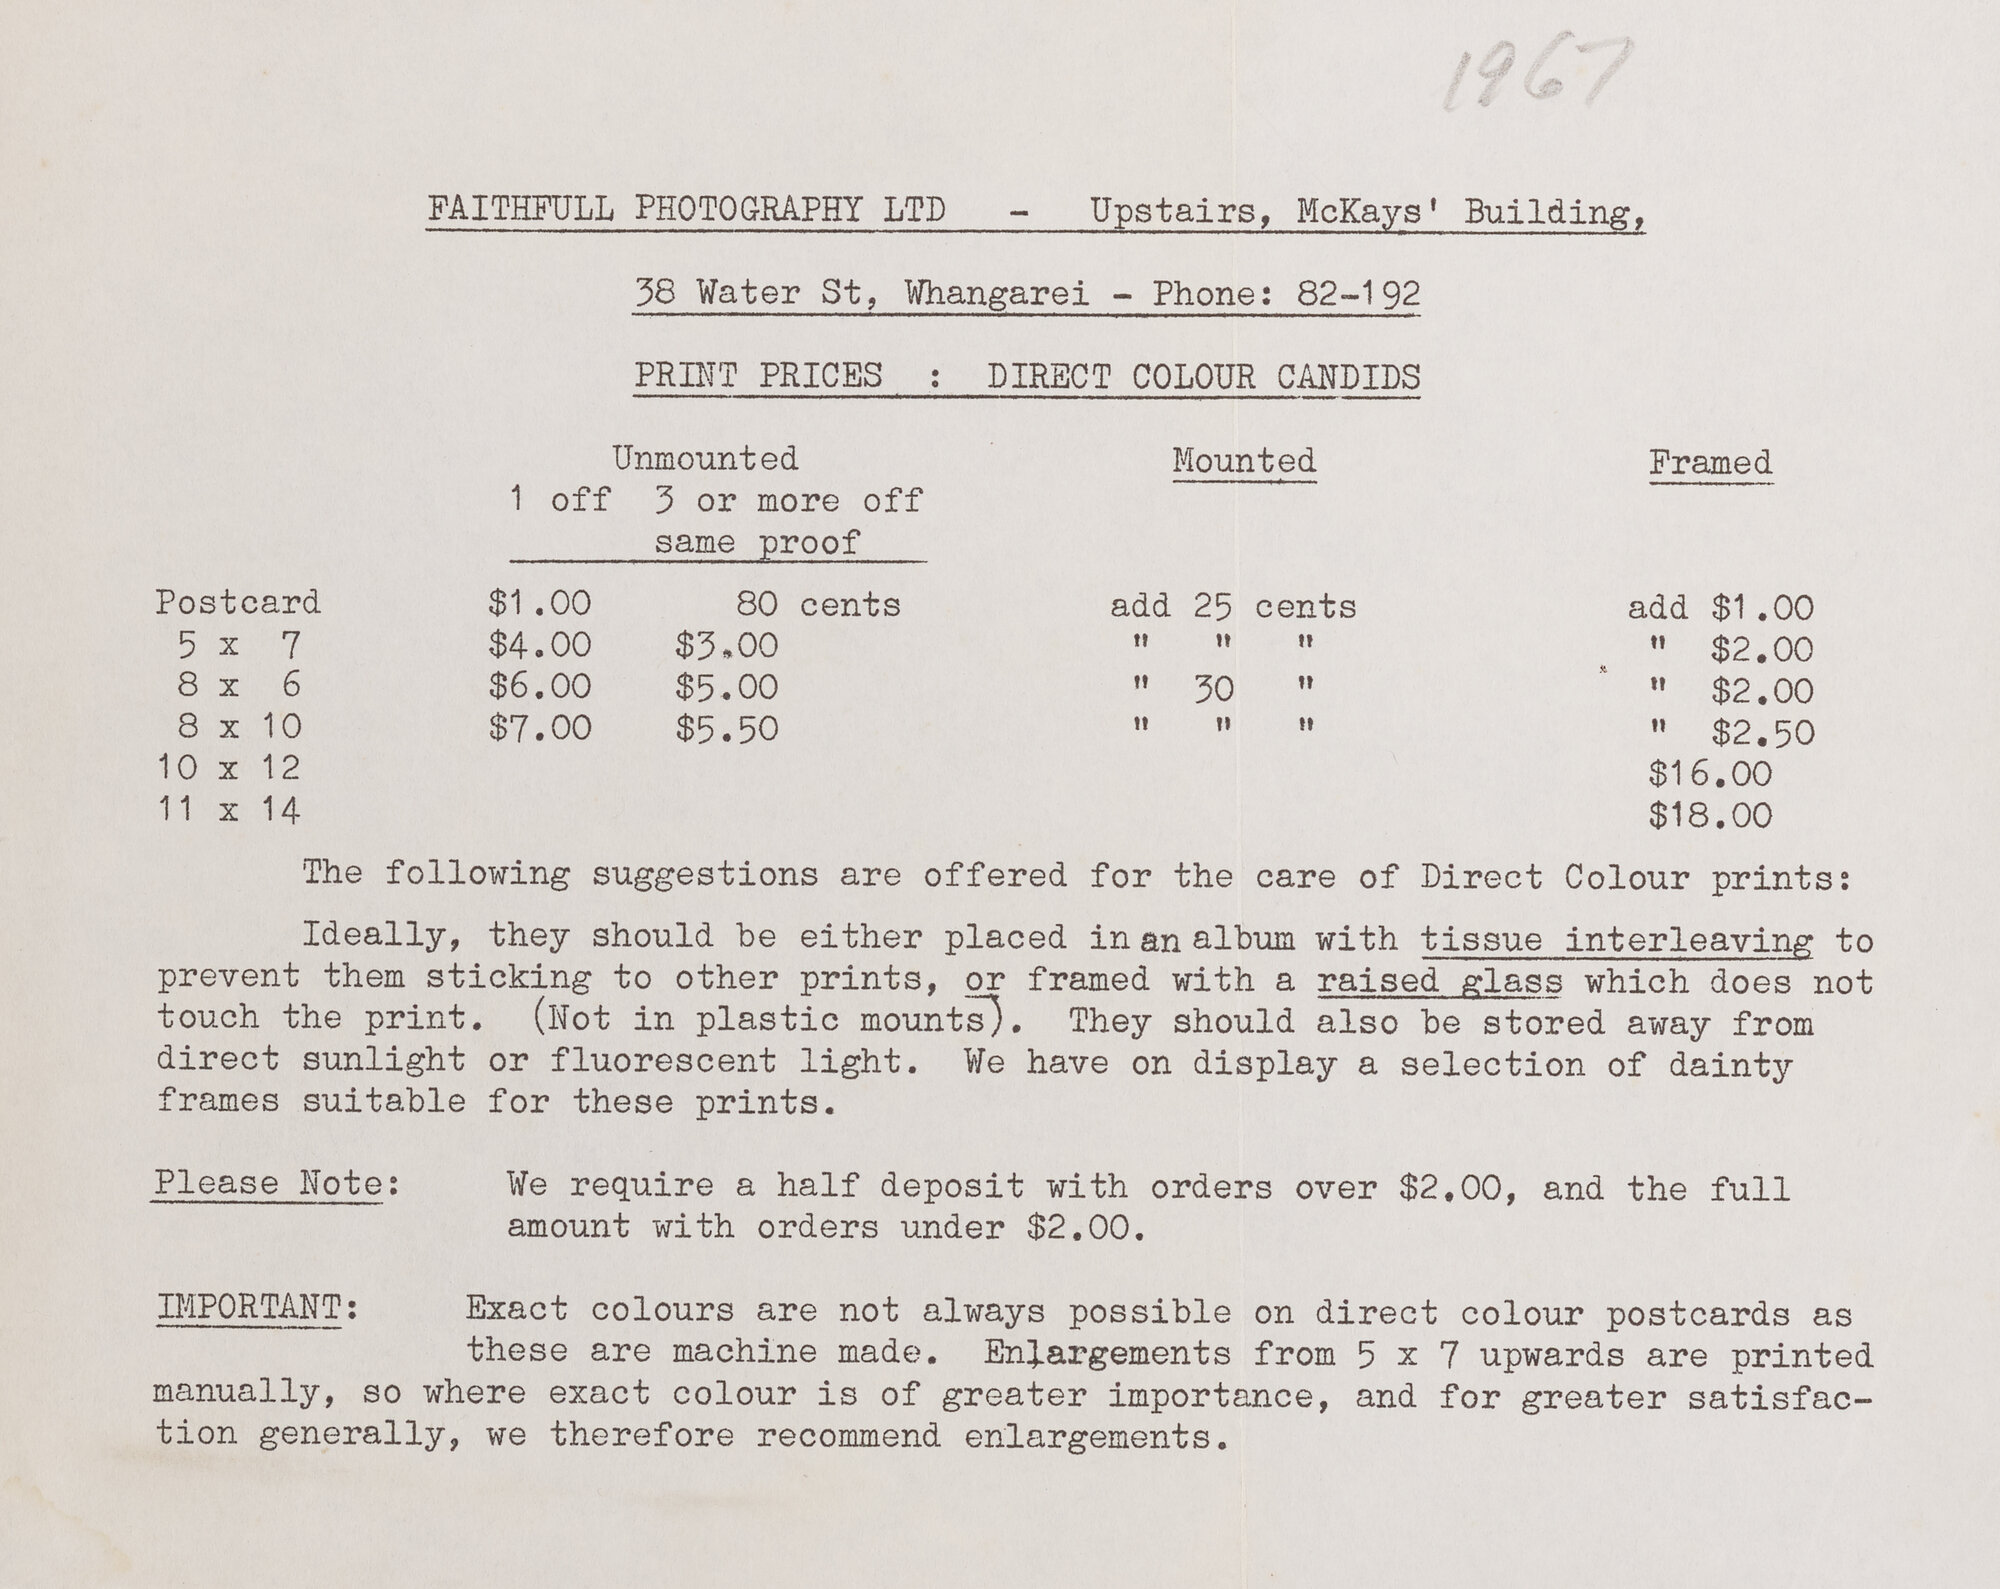 1967
FAITHFULL PHOTOGRAPHY LTD - Upstairs, McKays' Building,
38 Water St, Whangarei - Phone: 82-192
PRINT PRICES : DIRECT COLOUR CANDIDS
Unmounted Mounted Framed
1 off 3 or more off
same proof
Postcard $1.00 80 cents add 25 cents add $1.00
5 x 7 $4.00 $3.00 " " " " $2.00
8 x 6 $6.00 $5.00 " 30 " " $2.00
8 x 10 $7.00 $5.50 " " " " $2.50
10 x 12 $16.00
11 x 14 $18.00
The following suggestions are offered for the care of Direct Colour prints:
Ideally, they should be either placed in an album with tissue interleaving to
prevent them sticking to other prints, or framed with a raised glass which does not
touch the print. (Not in plastic mounts). They should also be stored away from
direct sunlight or fluorescent light. We have on display a selection of dainty
frames suitable for these prints.
Please Note: We require a half deposit with orders over $2.00, and the full
amount with orders under $2.00.
IMPORTANT: Exact colours are not always possible on direct colour postcards as
these are machine made. Enlargements from 5 x 7 upwards are printed
manually, so where exact colour is of greater importance, and for greater satisfac-
tion generally, we therefore recommend enlargements.